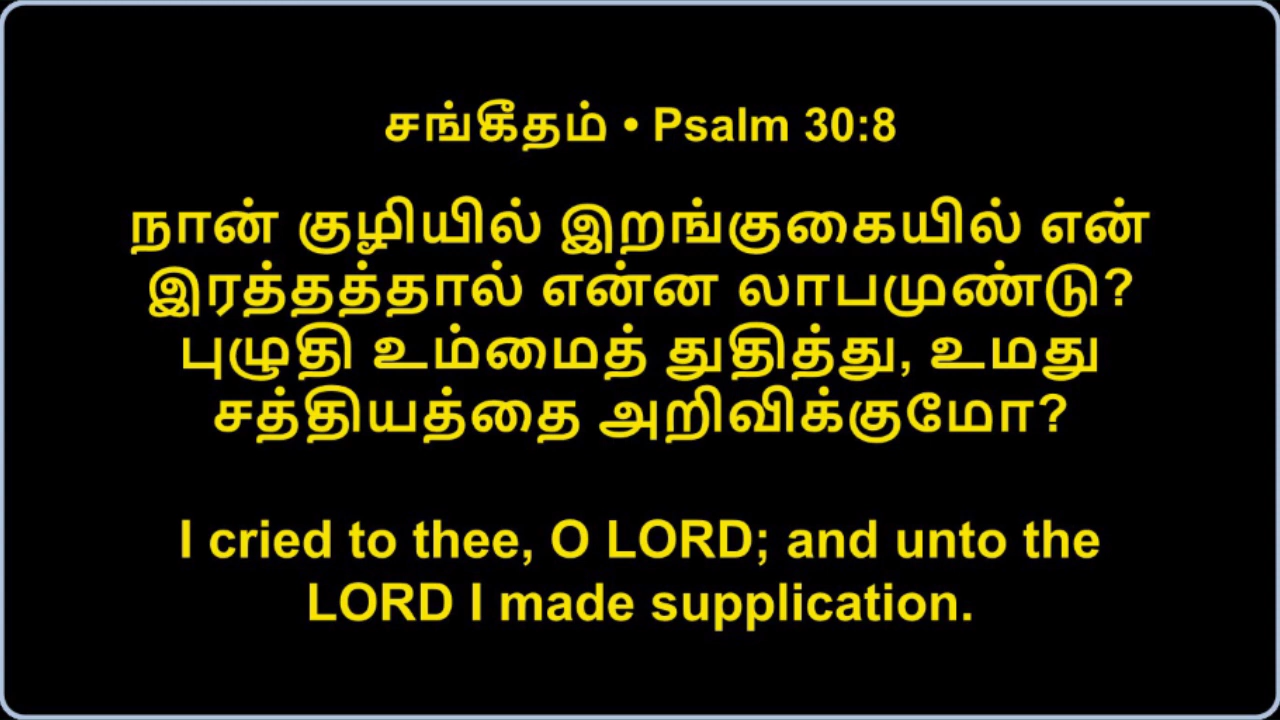 சங்கீதம் • Psalm 30:8
நான் குழியில் இறங்குகையில் என்
இரத்தத்தால் என்ன லாபமுண்டு?
புழுதி உம்மைத் துதித்து, உமது
சத்தியத்தை அறிவிக்குமோ?
I cried to thee, O LORD; and unto the
LORD I made supplication.